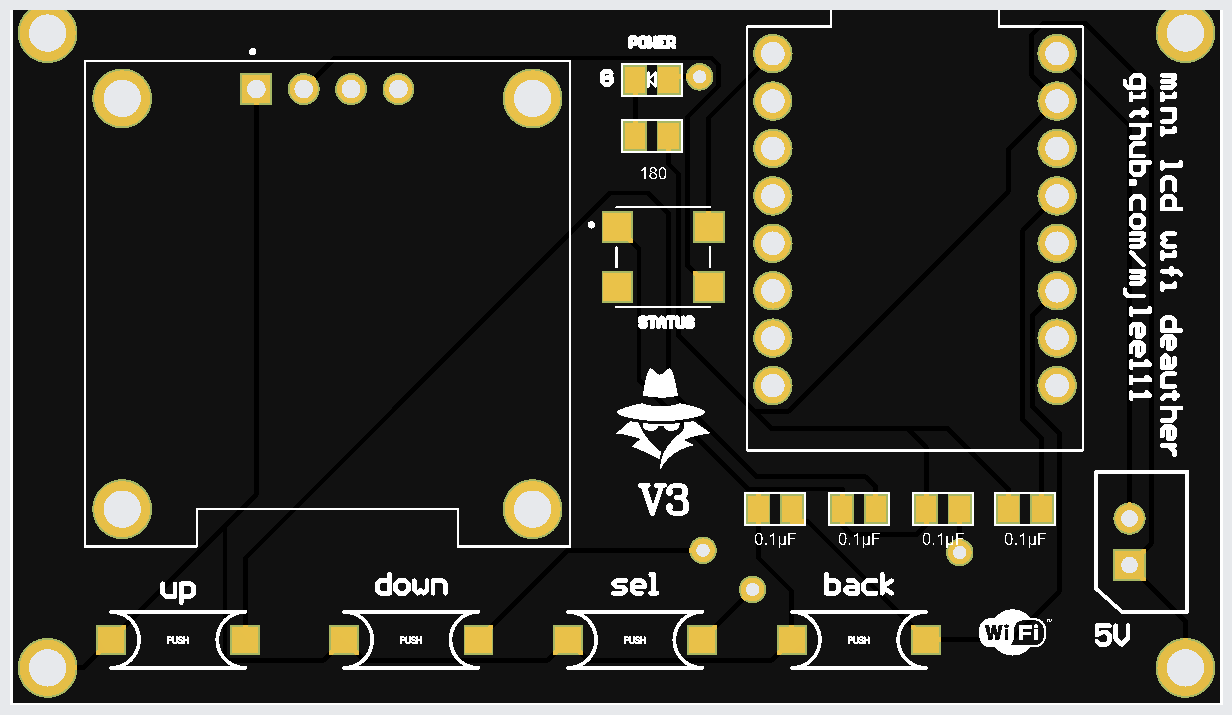 POWER
G
180
STATUS
V3
0.1µF
0.1µF
0.1µF
0.1µF
up
down
sel
back
PUSH
PUSH
PUSH
PUSH
WiFi
™
5V
mini lcd wifi deauther
github.com/mjlee111